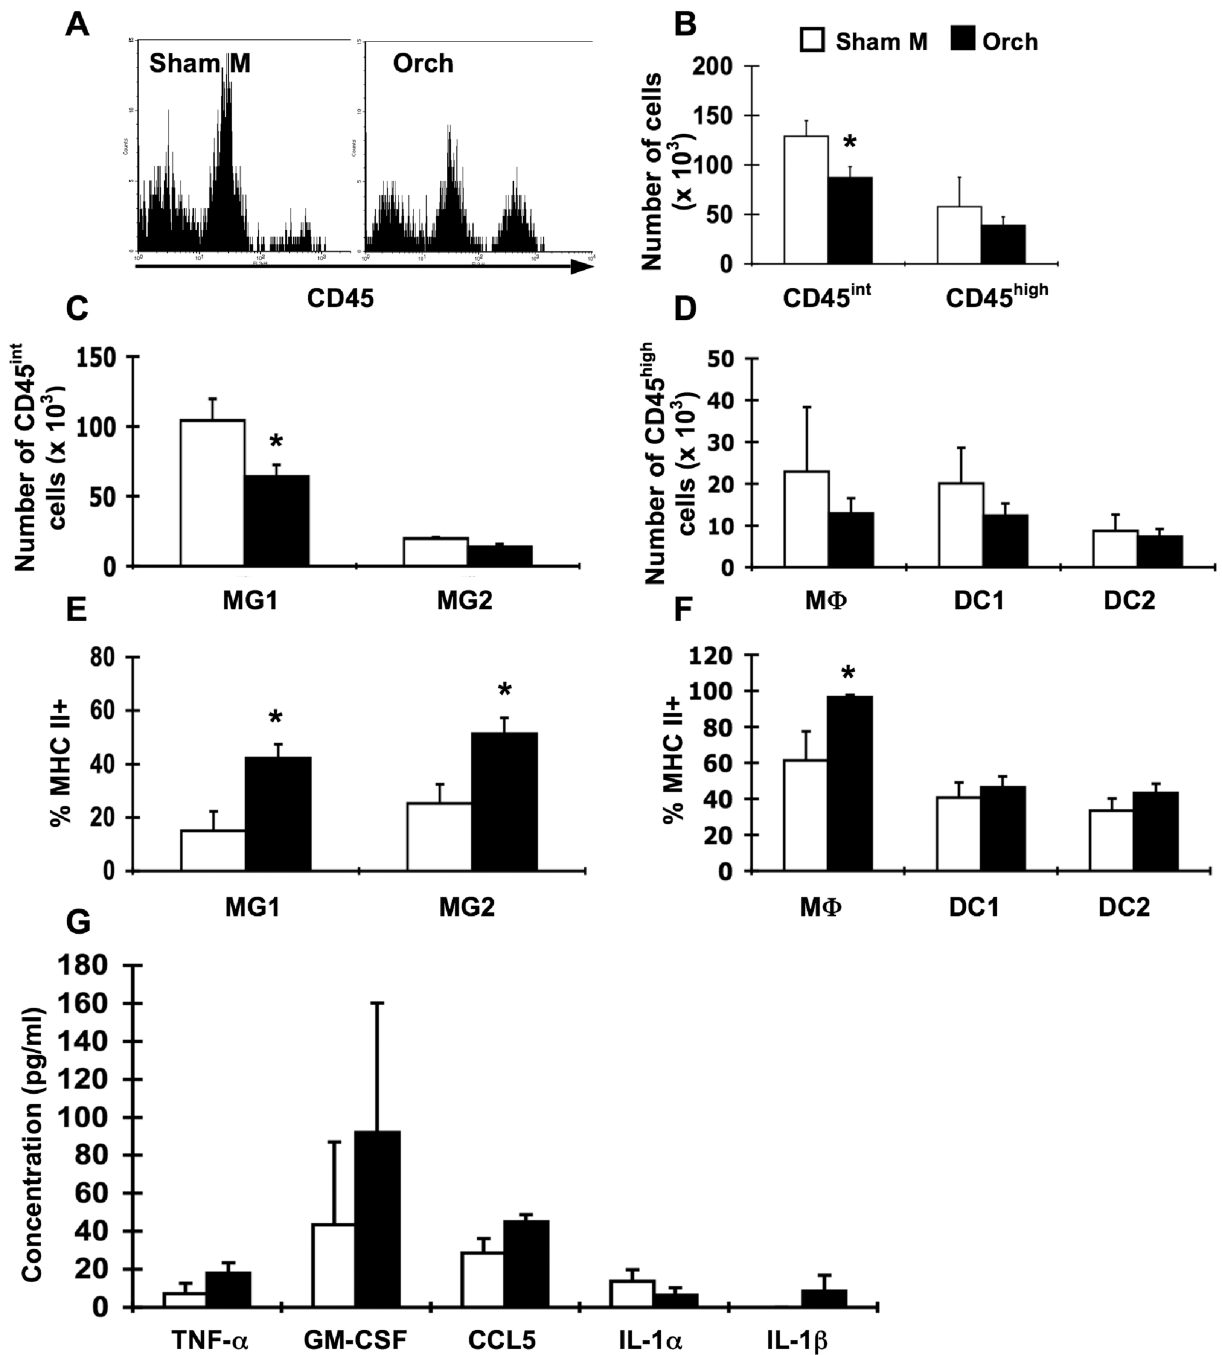 A
Sham M
Orch
Counts
Counts
CD45
B
Sham M
Orch
Number of cells
(x 10³)
200
150
100
50
0
*
CD45int
CD45high
C
Number of CD45int
cells (x 10³)
150
100
50
0
*
MG1
MG2
D
Number of CD45high
cells (x 10³)
50
40
30
20
10
0
MΦ
DC1
DC2
E
% MHC II+
80
60
40
20
0
*
*
MG1
MG2
F
% MHC II+
120
100
80
60
40
20
0
*
MΦ
DC1
DC2
G
Concentration (pg/ml)
180
160
140
120
100
80
60
40
20
0
TNF-α
GM-CSF
CCL5
IL-1α
IL-1β